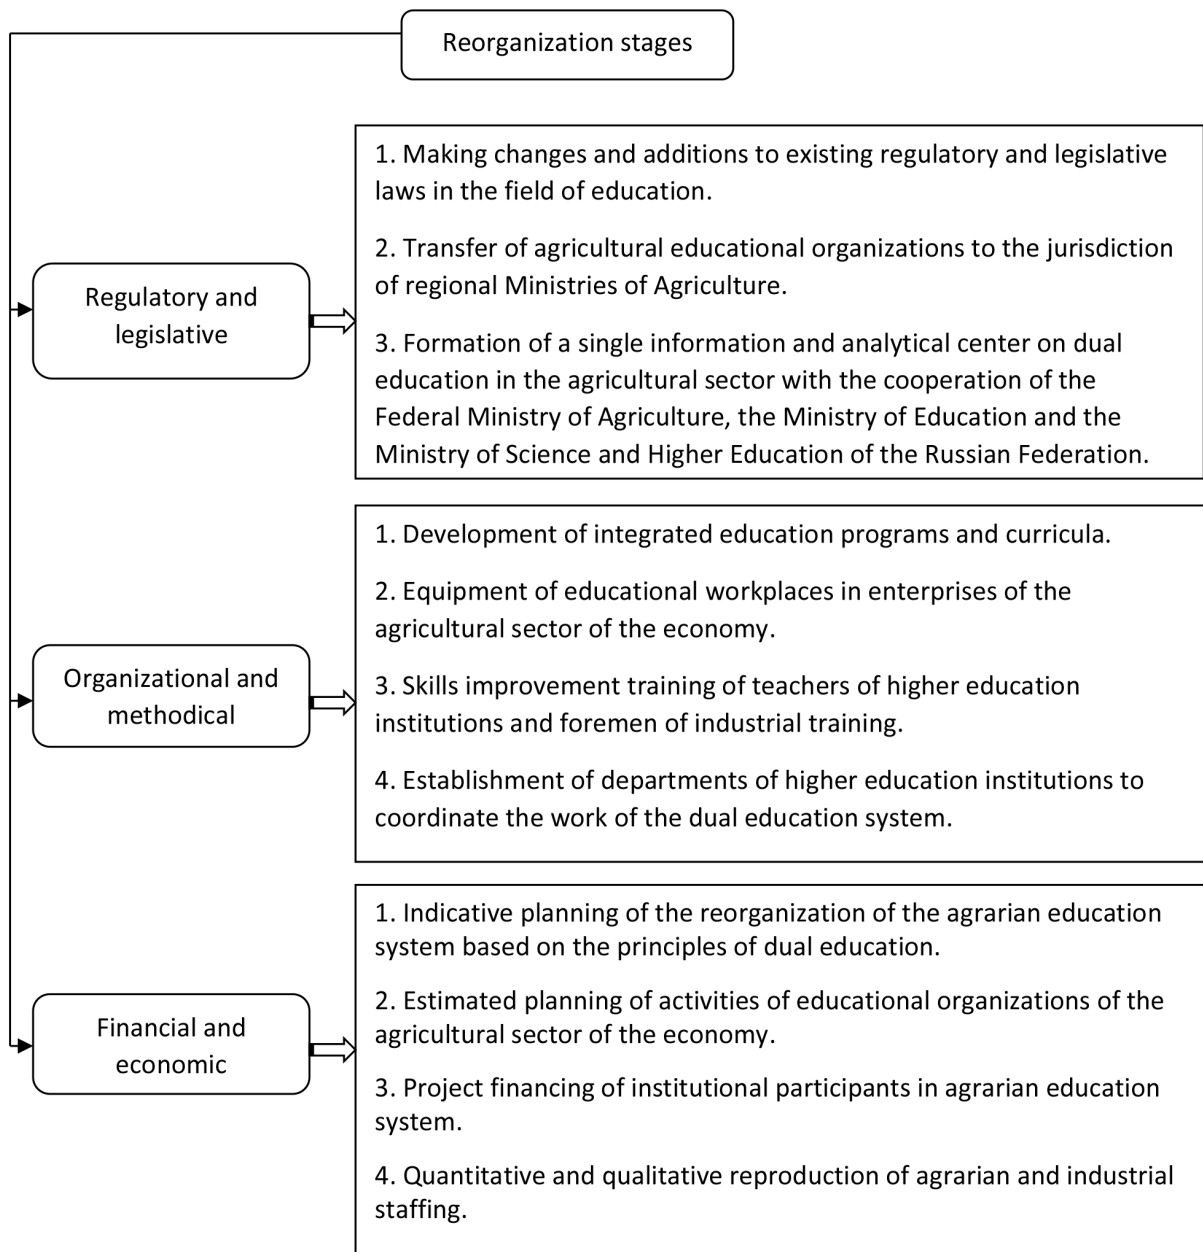 Reorganization stages
Regulatory and
legislative
1. Making changes and additions to existing regulatory and legislative
laws in the field of education.
2. Transfer of agricultural educational organizations to the jurisdiction
of regional Ministries of Agriculture.
3. Formation of a single information and analytical center on dual
education in the agricultural sector with the cooperation of the
Federal Ministry of Agriculture, the Ministry of Education and the
Ministry of Science and Higher Education of the Russian Federation.
Organizational and
methodical
1. Development of integrated education programs and curricula.
2. Equipment of educational workplaces in enterprises of the
agricultural sector of the economy.
3. Skills improvement training of teachers of higher education
institutions and foremen of industrial training.
4. Establishment of departments of higher education institutions to
coordinate the work of the dual education system.
Financial and
economic
1. Indicative planning of the reorganization of the agrarian education
system based on the principles of dual education.
2. Estimated planning of activities of educational organizations of the
agricultural sector of the economy.
3. Project financing of institutional participants in agrarian education
system.
4. Quantitative and qualitative reproduction of agrarian and industrial
staffing.